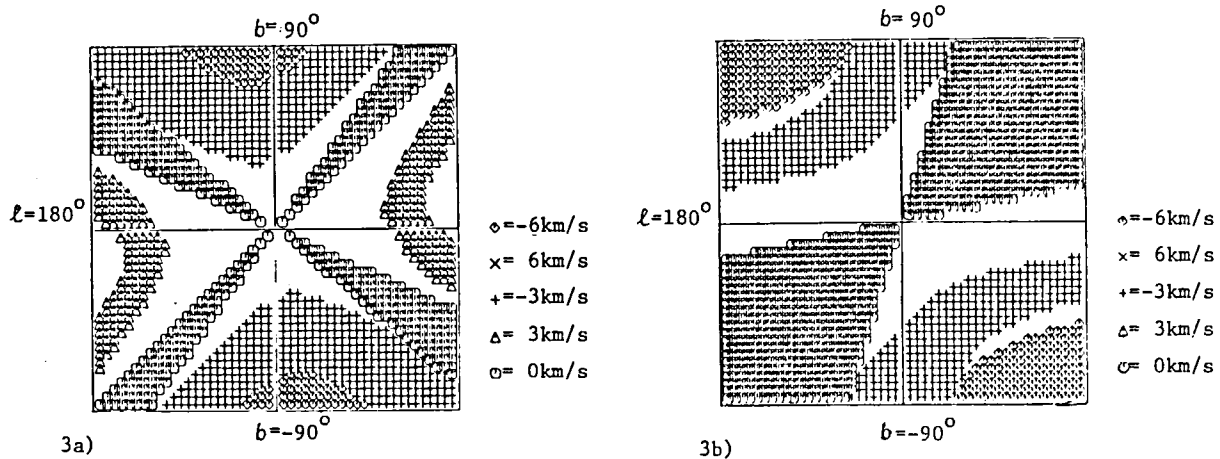 b=90°
ℓ=180°
◇=-6km/s
×= 6km/s
+=-3km/s
△= 3km/s
○= 0km/s
b=-90°
3a)
b=90°
ℓ=180°
◇=-6km/s
×= 6km/s
+=-3km/s
△= 3km/s
○= 0km/s
b=-90°
3b)